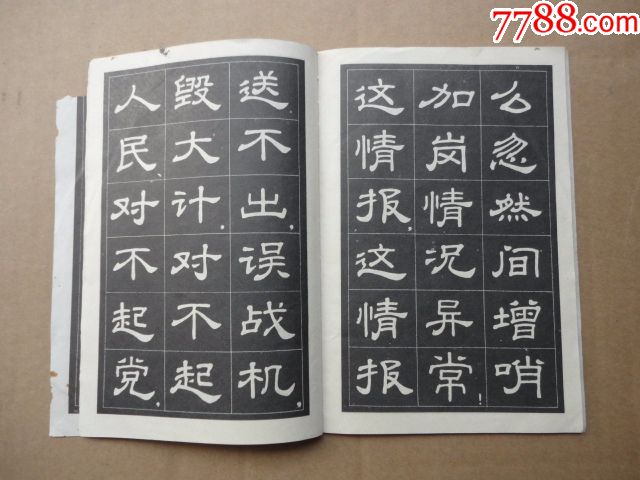 7788.com
么忽然间增哨
加岗情况异常!
这情报,这情报
送不出,误战机,
毁大计,对不起
人民、对不起党,